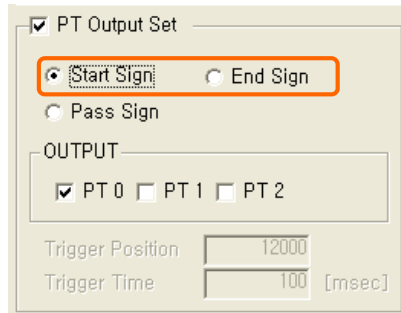 PT Output Set
Start Sign End Sign
Pass Sign
OUTPUT
PT 0 PT 1 PT 2
Trigger Position 12000
Trigger Time 100 [msec]